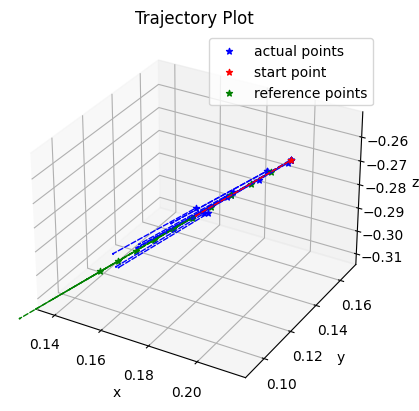 Trajectory Plot
actual points
start point
reference points
−0.26
−0.27
z
−0.28
−0.29
−0.30
−0.31
0.16
0.14
y
0.12
0.10
0.14
0.16
0.18
0.20
x